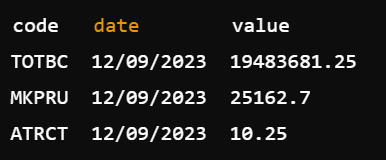 code date value
TOTBC 12/09/2023 19483681.25
MKPRU 12/09/2023 25162.7
ATRCT 12/09/2023 10.25